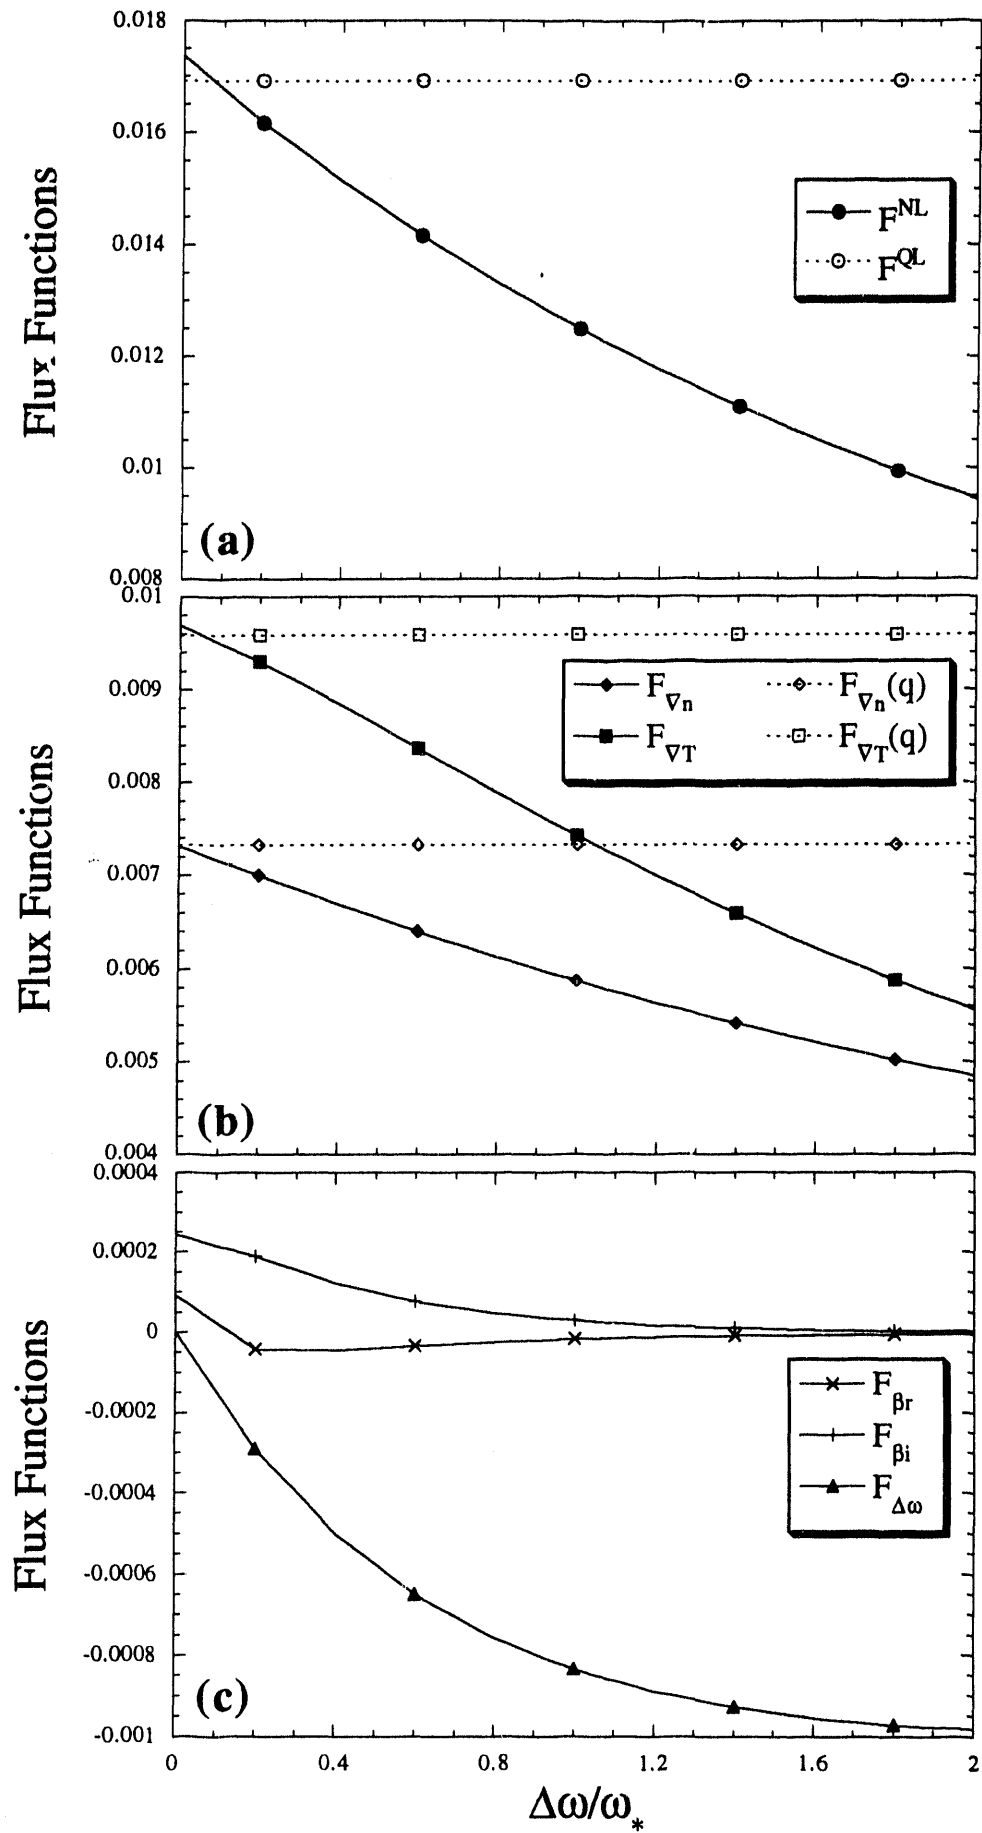 0.018
0.016
0.014
0.012
0.01
0.008
Flux Functions
F^NL
F^QL
(a)
0.01
0.009
0.008
0.007
0.006
0.005
0.004
Flux Functions
F_∇n F_∇n(q)
F_∇T F_∇T(q)
(b)
0.0004
0.0002
0
-0.0002
-0.0004
-0.0006
-0.0008
-0.001
Flux Functions
F_βr
F_βi
F_Δω
(c)
0 0.4 0.8 1.2 1.6 2
Δω/ω_*